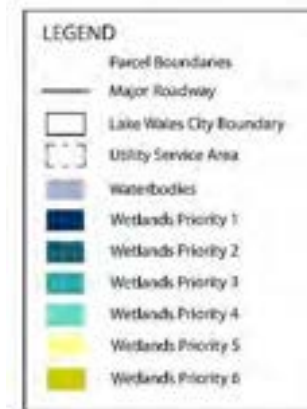 LEGEND
Parcel Boundaries
Major Roadway
Lake Wales City Boundary
Utility Service Area
Waterbodies
Wetlands Priority 1
Wetlands Priority 2
Wetlands Priority 3
Wetlands Priority 4
Wetlands Priority 5
Wetlands Priority 6